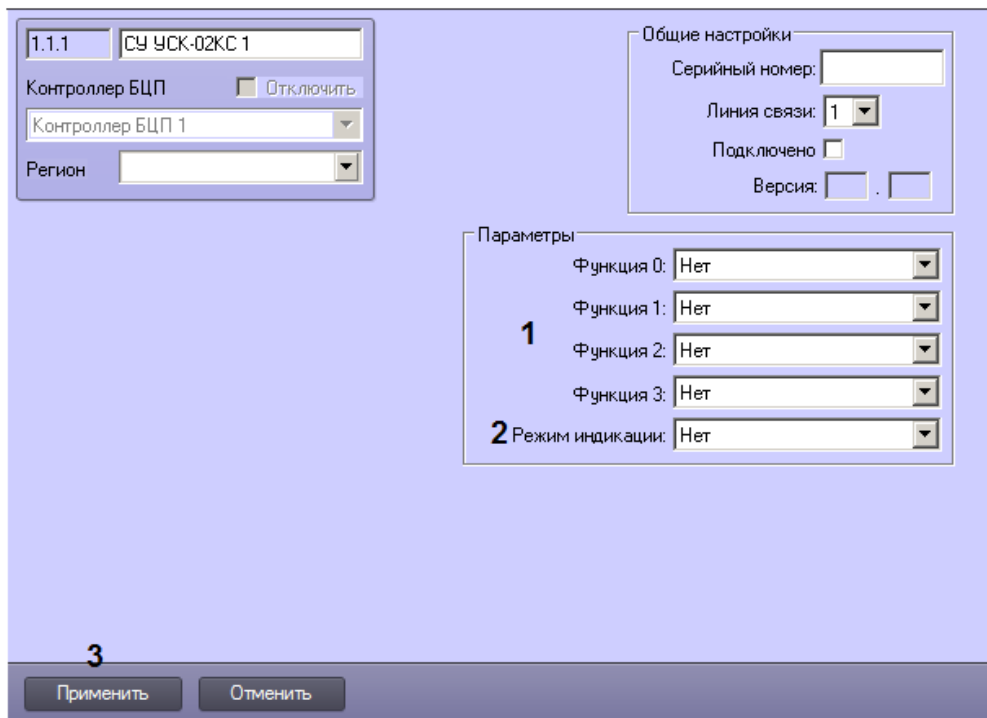 1.1.1 СУ УСК-02КС 1
Контроллер БЦП Отключить
Контроллер БЦП 1
Регион
Общие настройки
Серийный номер:
Линия связи: 1
Подключено
Версия: .
Параметры
Функция 0: Нет
Функция 1: Нет
1
Функция 2: Нет
Функция 3: Нет
2 Режим индикации: Нет
3
Применить Отменить